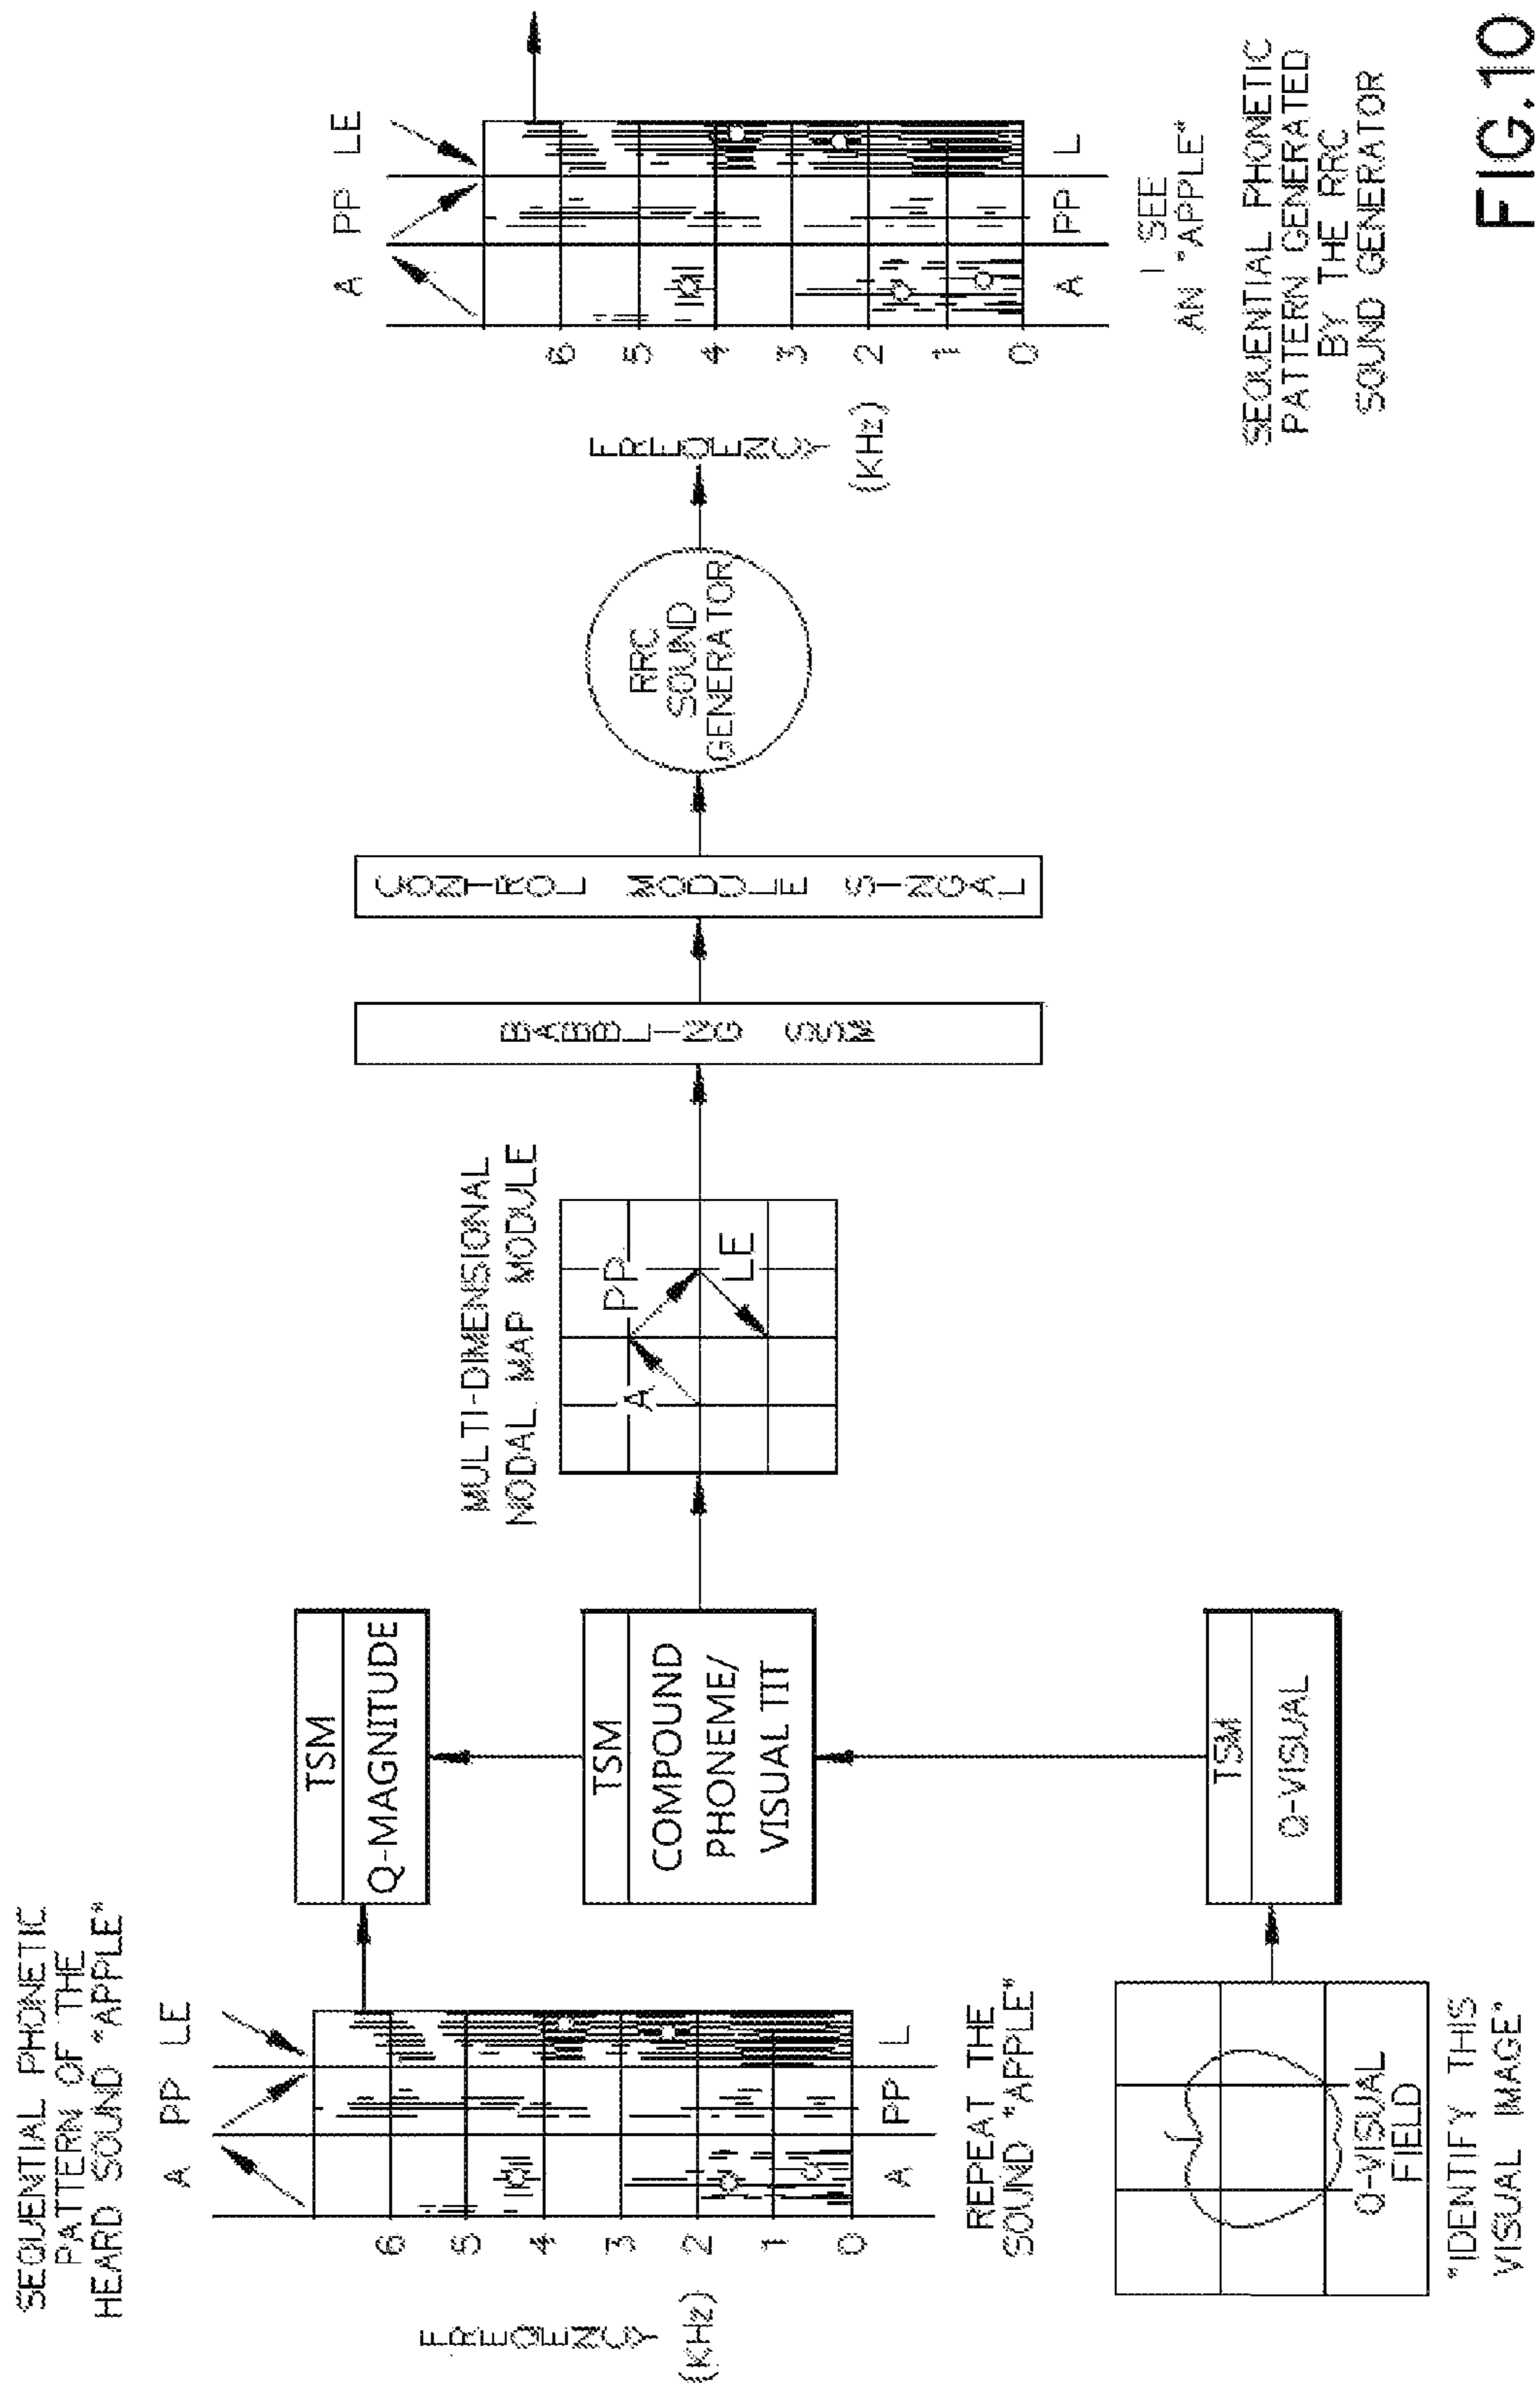 SEQUENTIAL PHONETIC
PATTERN OF THE
HEARD SOUND "APPLE"
A PP LE
FREQENCY
(KHz)
6
5
4
3
2
1
0
A PP L
REPEAT THE
SOUND "APPLE"
TSM
Q-MAGNITUDE
TSM
COMPOUND
PHONEME/
VISUAL TIT
Q-VISUAL
FIELD
"IDENTIFY THIS
VISUAL IMAGE"
TSM
Q-VISUAL
MULTI-DIMENSIONAL
NODAL MAP MODULE
A
PP
LE
BABBLING SSM
CONTROL MODULE SINGAL
RRC
SOUND
GENERATOR
FREQENCY
(KHz)
A PP LE
6
5
4
3
2
1
0
A PP L
I SEE
AN "APPLE"
SEQUENTIAL PHONETIC
PATTERN GENERATED
BY THE RRC
SOUND GENERATOR
FIG.10